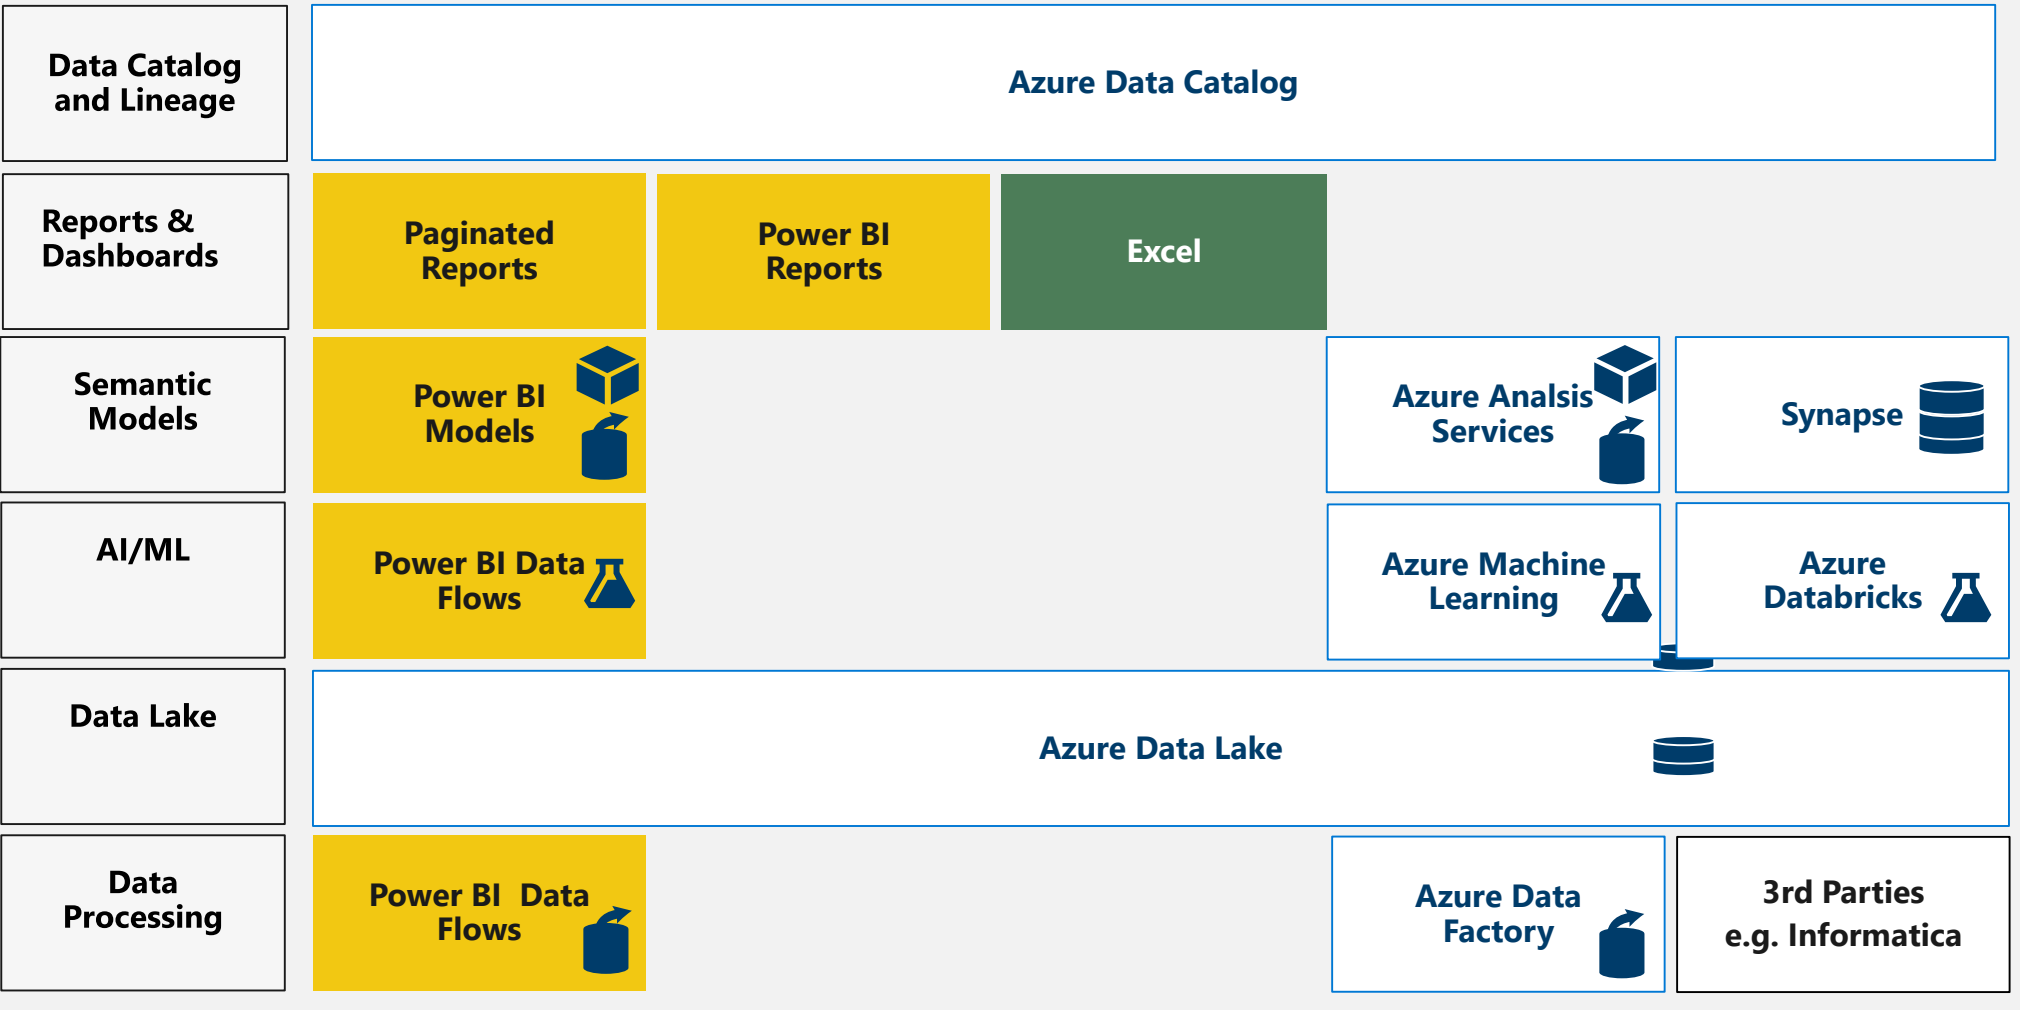 Data Catalog
and Lineage
Azure Data Catalog
Reports &
Dashboards
Paginated
Reports
Power BI
Reports
Excel
Semantic
Models
Power BI
Models
Azure Analsis
Services
Synapse
AI/ML
Power BI Data
Flows
Azure Machine
Learning
Azure
Databricks
Data Lake
Azure Data Lake
Data
Processing
Power BI  Data
Flows
Azure Data
Factory
3rd Parties
e.g. Informatica